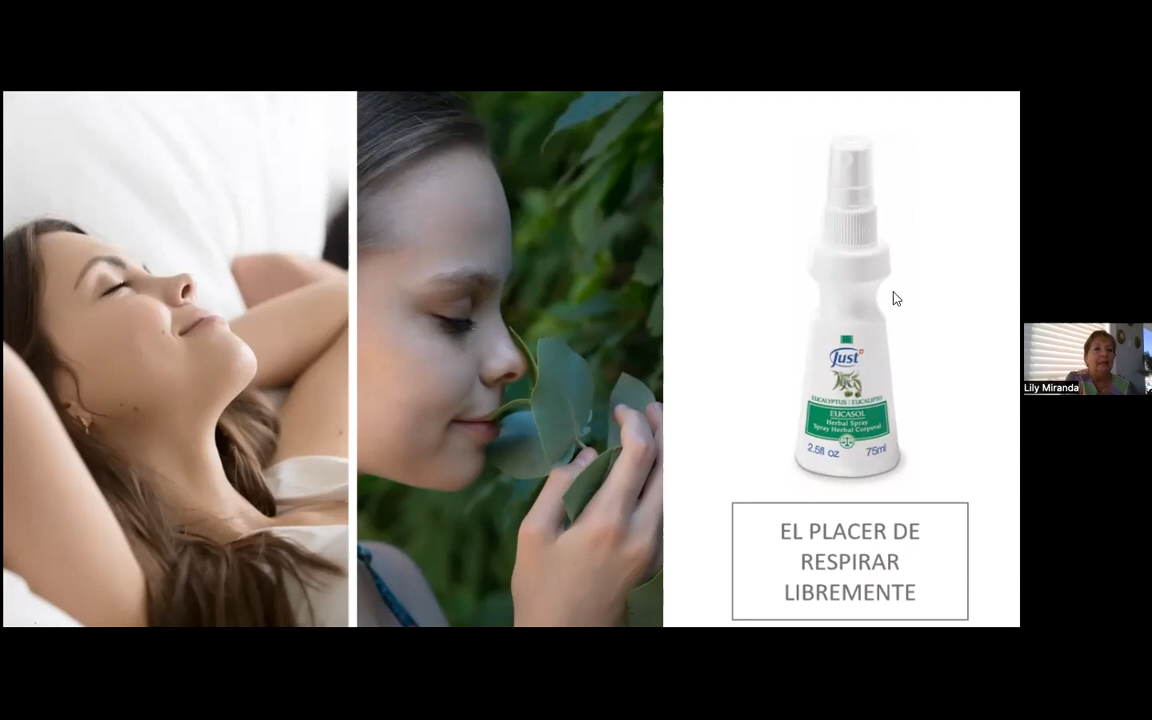 Just
EUCALYPTUS | EUCALIPTO
EUCASOL
Herbal Spray
Spray Herbal Corporal
2.5fl oz 75ml
EL PLACER DE
RESPIRAR
LIBREMENTE
Lily Miranda